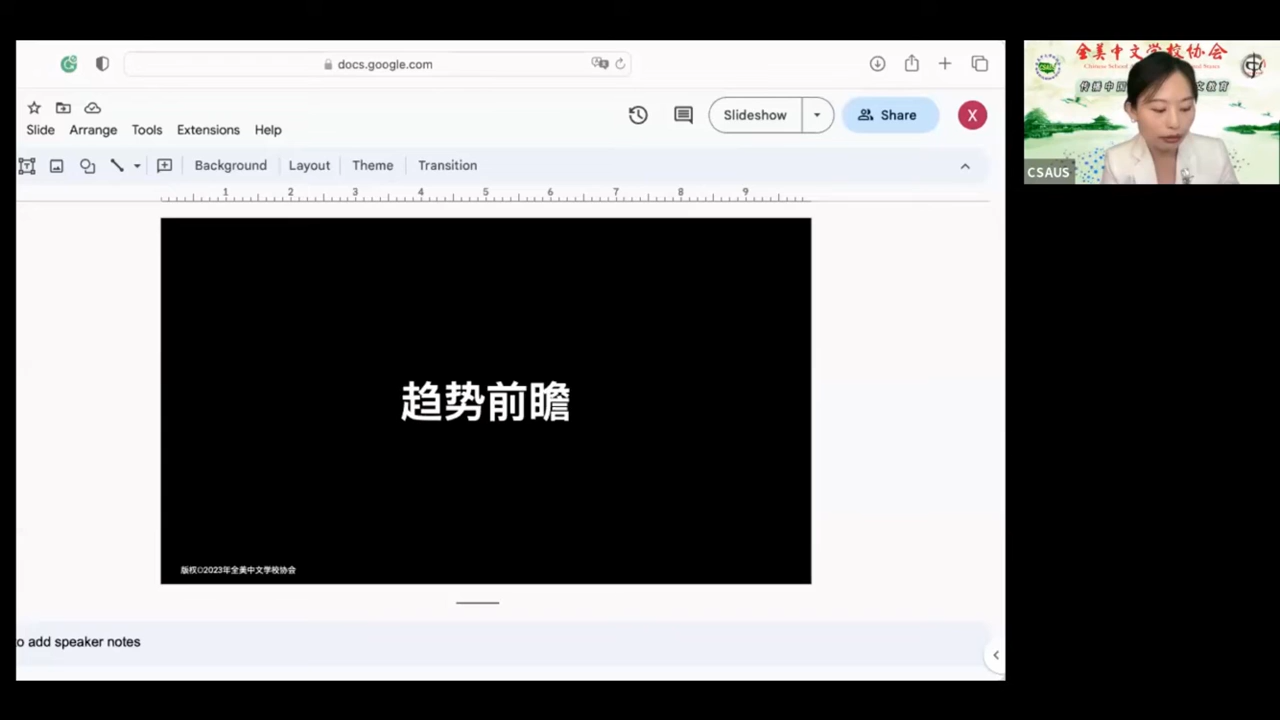 docs.google.com
Slide Arrange Tools Extensions Help
Slideshow
Share
X
Background Layout Theme Transition
1 2 3 4 5 6 7 8 9
趋势前瞻
版权©2023年全美中文学校协会
to add speaker notes
全美中文学校协会
CSAUS